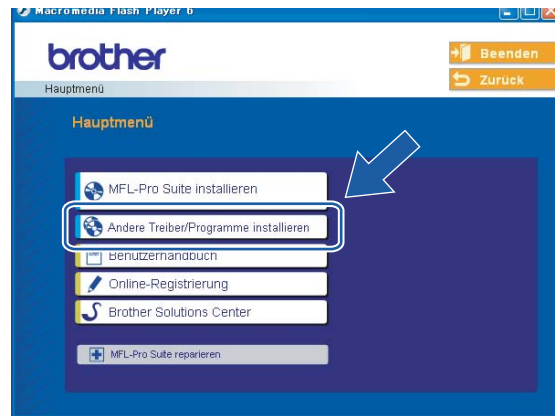 Macromedia Flash Player 6
brother
Beenden
Zurück
Hauptmenü
Hauptmenü
MFL-Pro Suite installieren
Andere Treiber/Programme installieren
Benutzerhandbuch
Online-Registrierung
Brother Solutions Center
MFL-Pro Suite reparieren